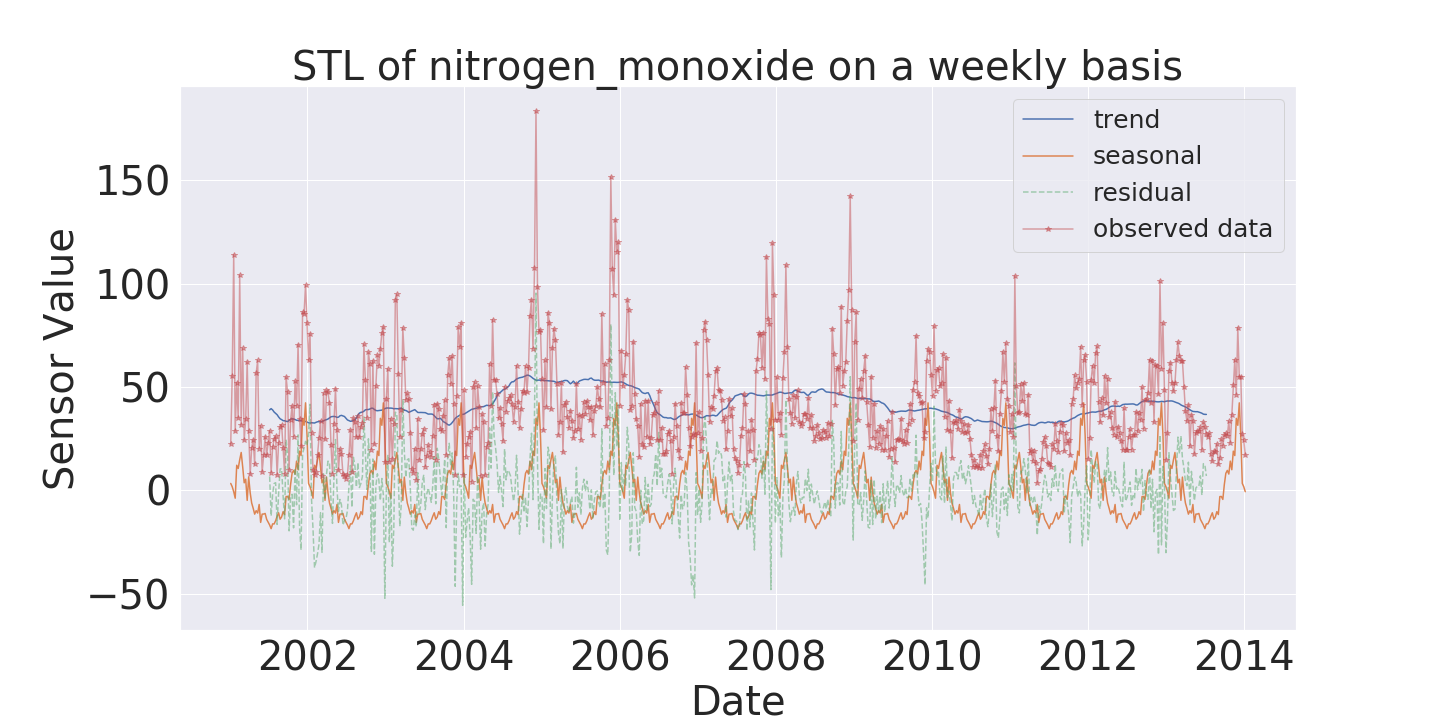 STL of nitrogen_monoxide on a weekly basis
trend
seasonal
residual
observed data
Sensor Value
150
100
50
0
−50
2002 2004 2006 2008 2010 2012 2014
Date